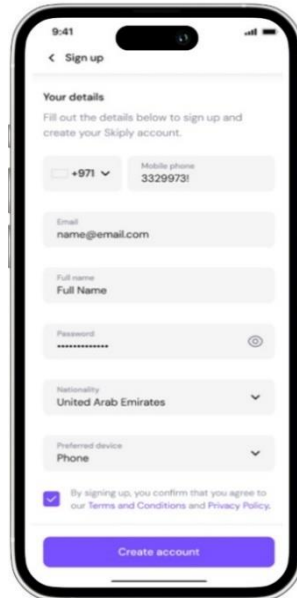 9:41
Sign up
Your details
Fill out the details below to sign up and
create your Skiply account.
+971
Mobile phone
3329973!
Email
name@email.com
Full name
Full Name
Password
Nationality
United Arab Emirates
Preferred device
Phone
By signing up, you confirm that you agree to
our Terms and Conditions and Privacy Policy.
Create account